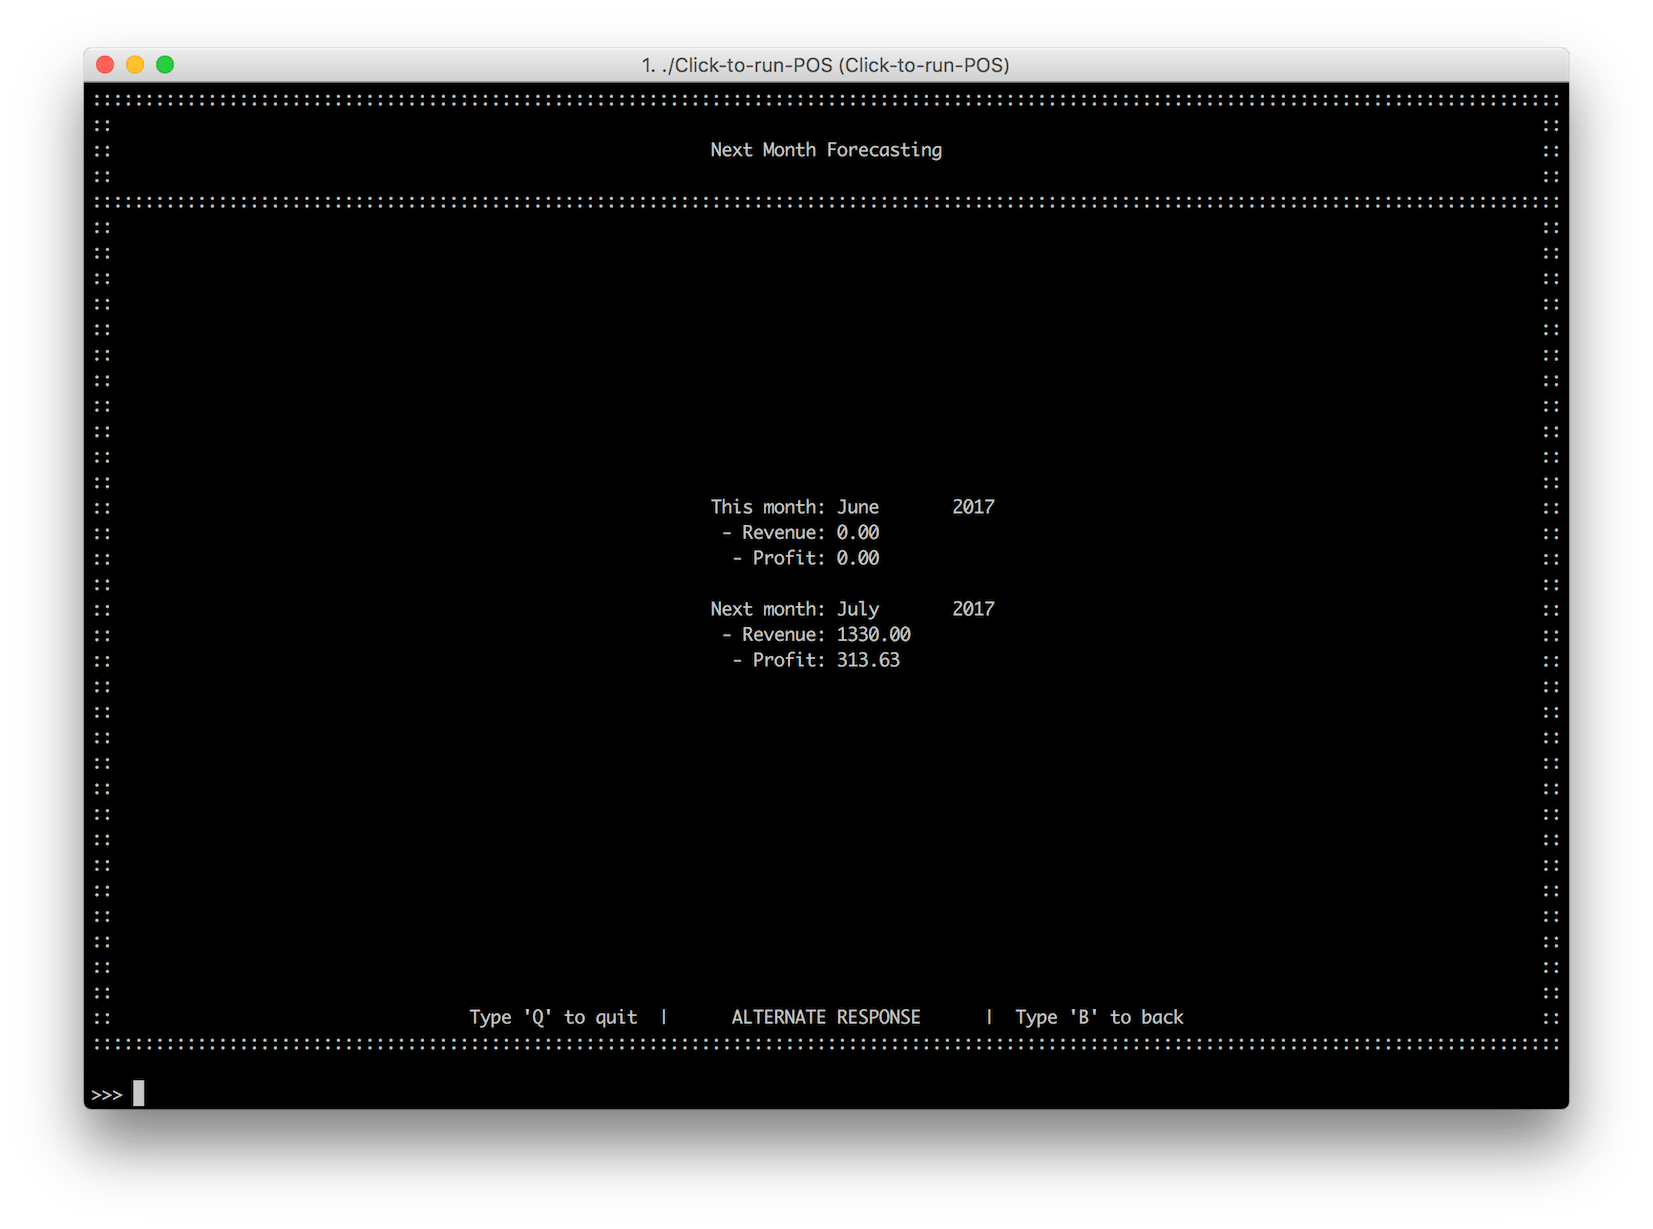 1. ./Click-to-run-POS (Click-to-run-POS)
Next Month Forecasting
This month: June 2017
- Revenue: 0.00
- Profit: 0.00
Next month: July 2017
- Revenue: 1330.00
- Profit: 313.63
Type 'Q' to quit | ALTERNATE RESPONSE | Type 'B' to back
>>>